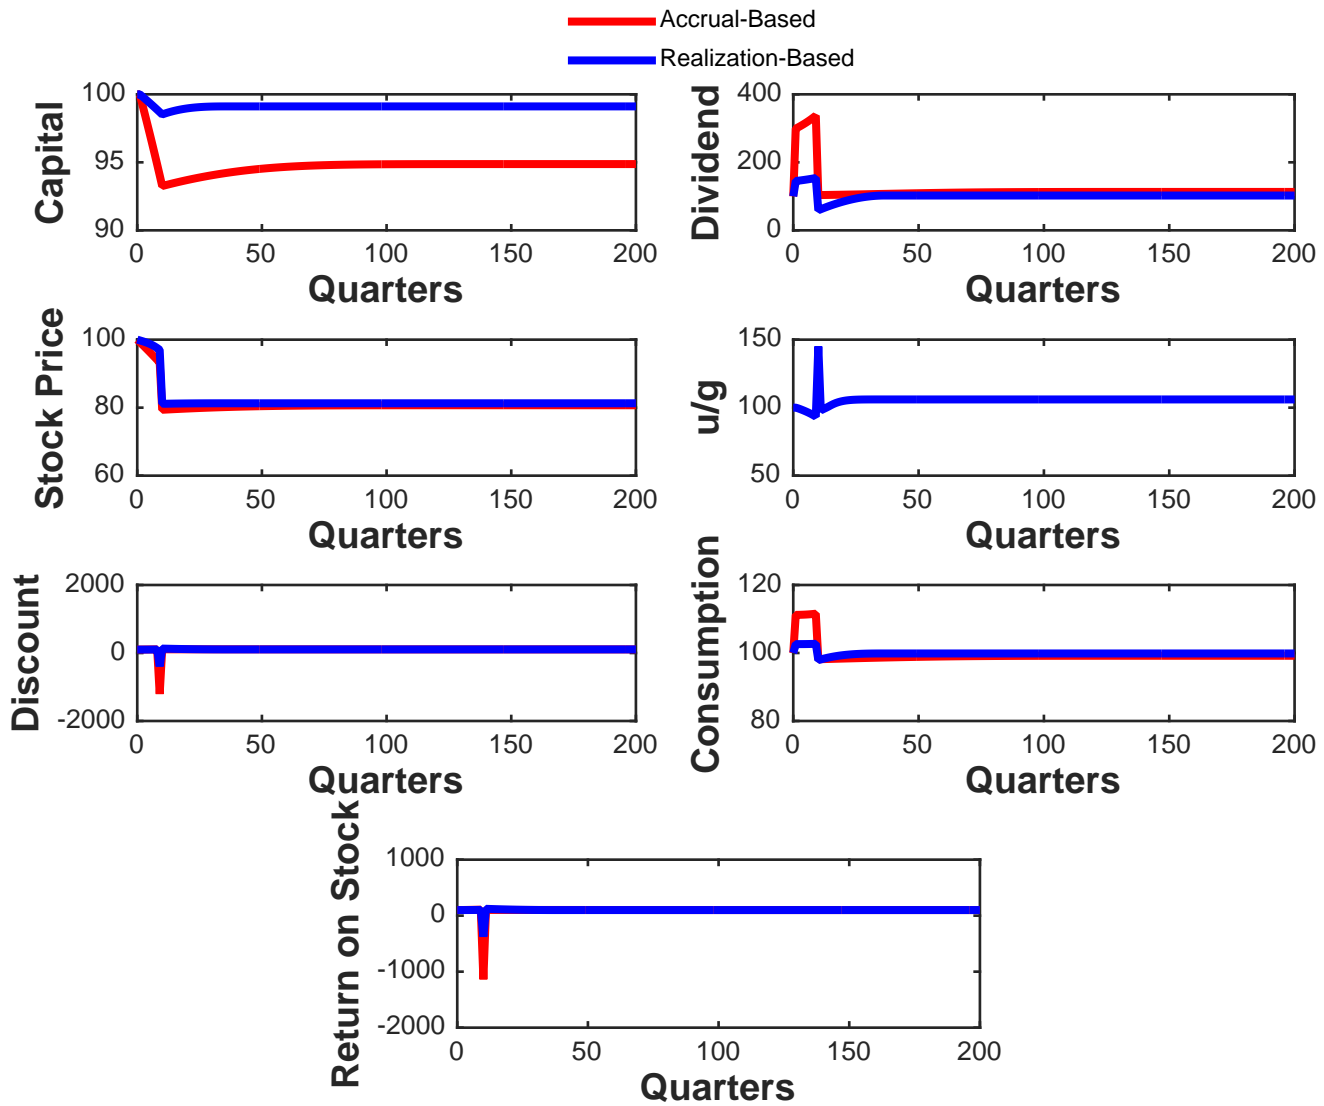 Accrual-Based
Realization-Based
Capital
100
95
90
0 50 100 150 200
Quarters
Dividend
400
200
0
0 50 100 150 200
Quarters
Stock Price
100
80
60
0 50 100 150 200
Quarters
u/g
150
100
50
0 50 100 150 200
Quarters
Discount
2000
0
-2000
0 50 100 150 200
Quarters
Consumption
120
100
80
0 50 100 150 200
Quarters
Return on Stock
1000
0
-1000
-2000
0 50 100 150 200
Quarters